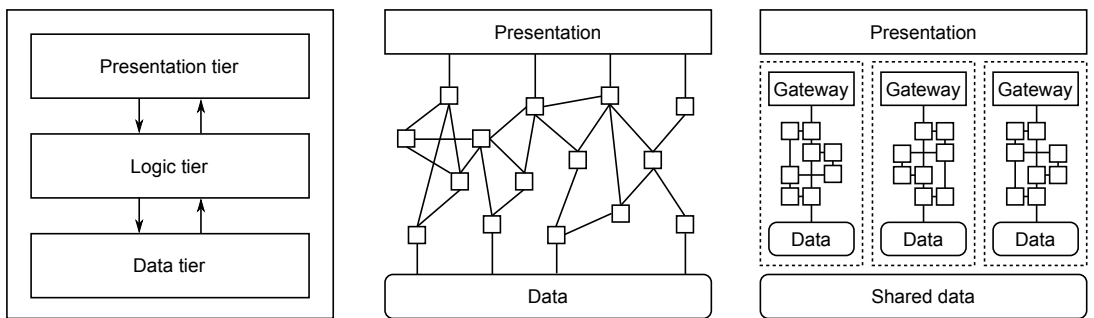 Presentation tier
Logic tier
Data tier
Presentation
Data
Presentation
Gateway
Gateway
Gateway
Data
Data
Data
Shared data